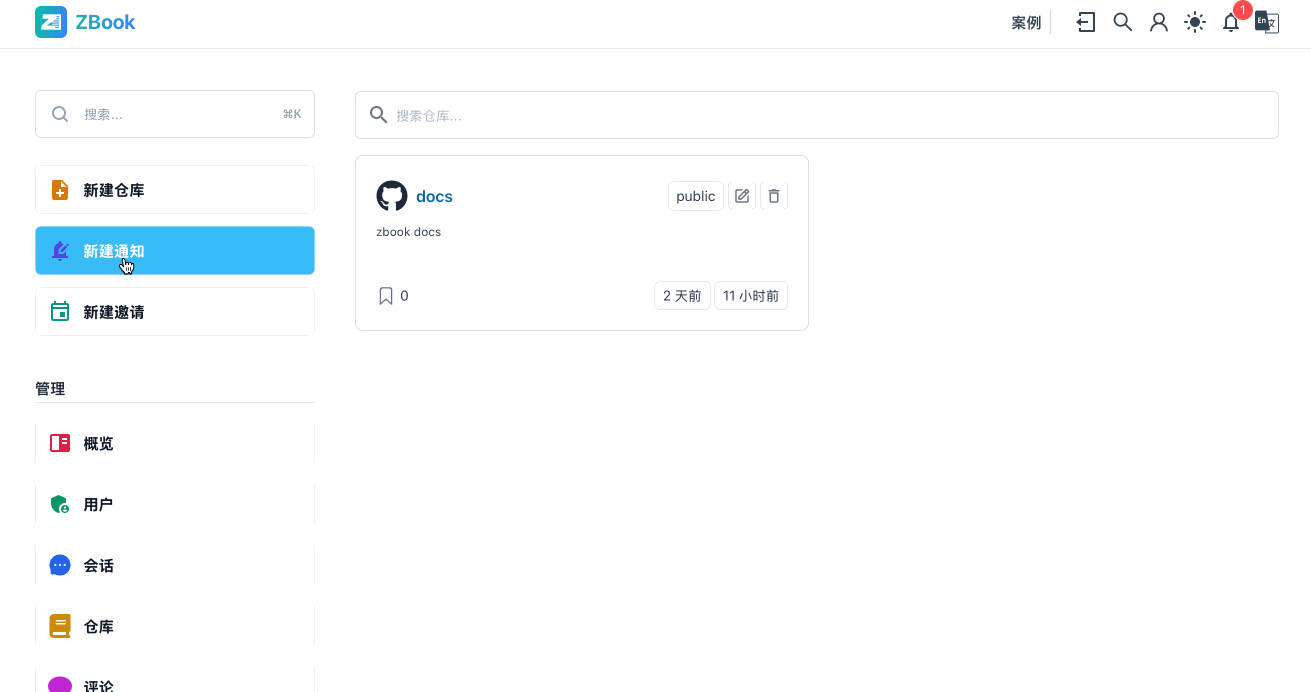 ZBook
案例
1
En 文
搜索...
⌘K
搜索仓库...
新建仓库
新建通知
新建邀请
docs
public
zbook docs
0
2 天前
11 小时前
管理
概览
用户
会话
仓库
评论